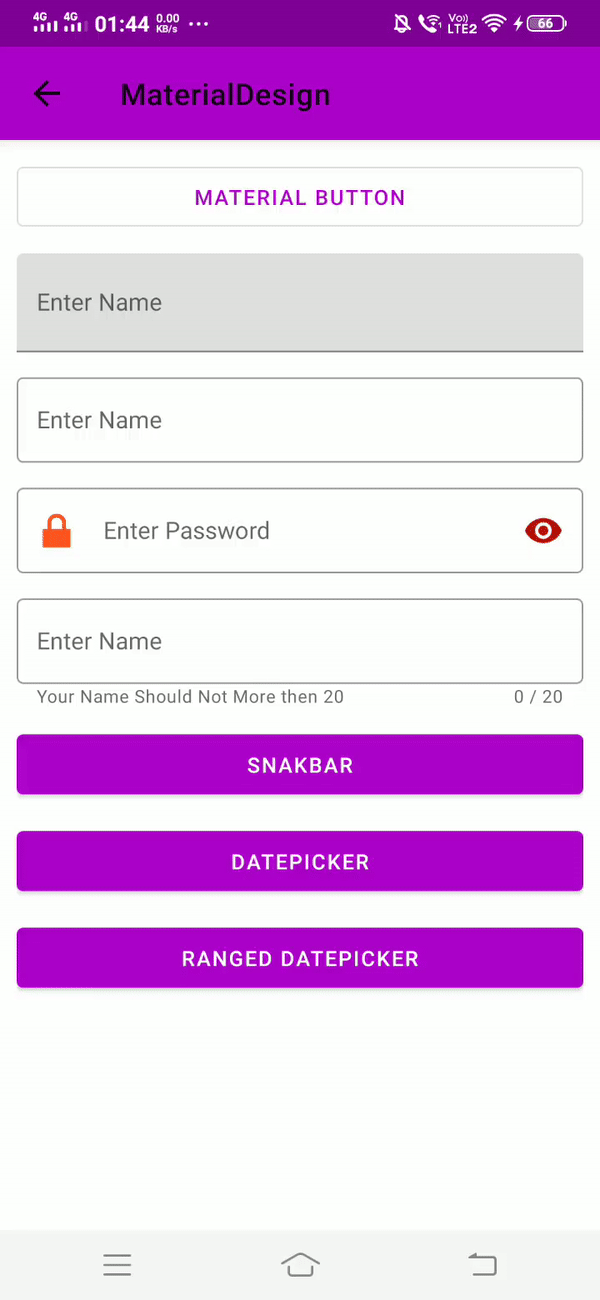 4G 4G 01:44 0.00 KB/s ... Vo)) LTE2 66
MaterialDesign
MATERIAL BUTTON
Enter Name
Enter Name
Enter Password
Enter Name
Your Name Should Not More then 20 0 / 20
SNAKBAR
DATEPICKER
RANGED DATEPICKER